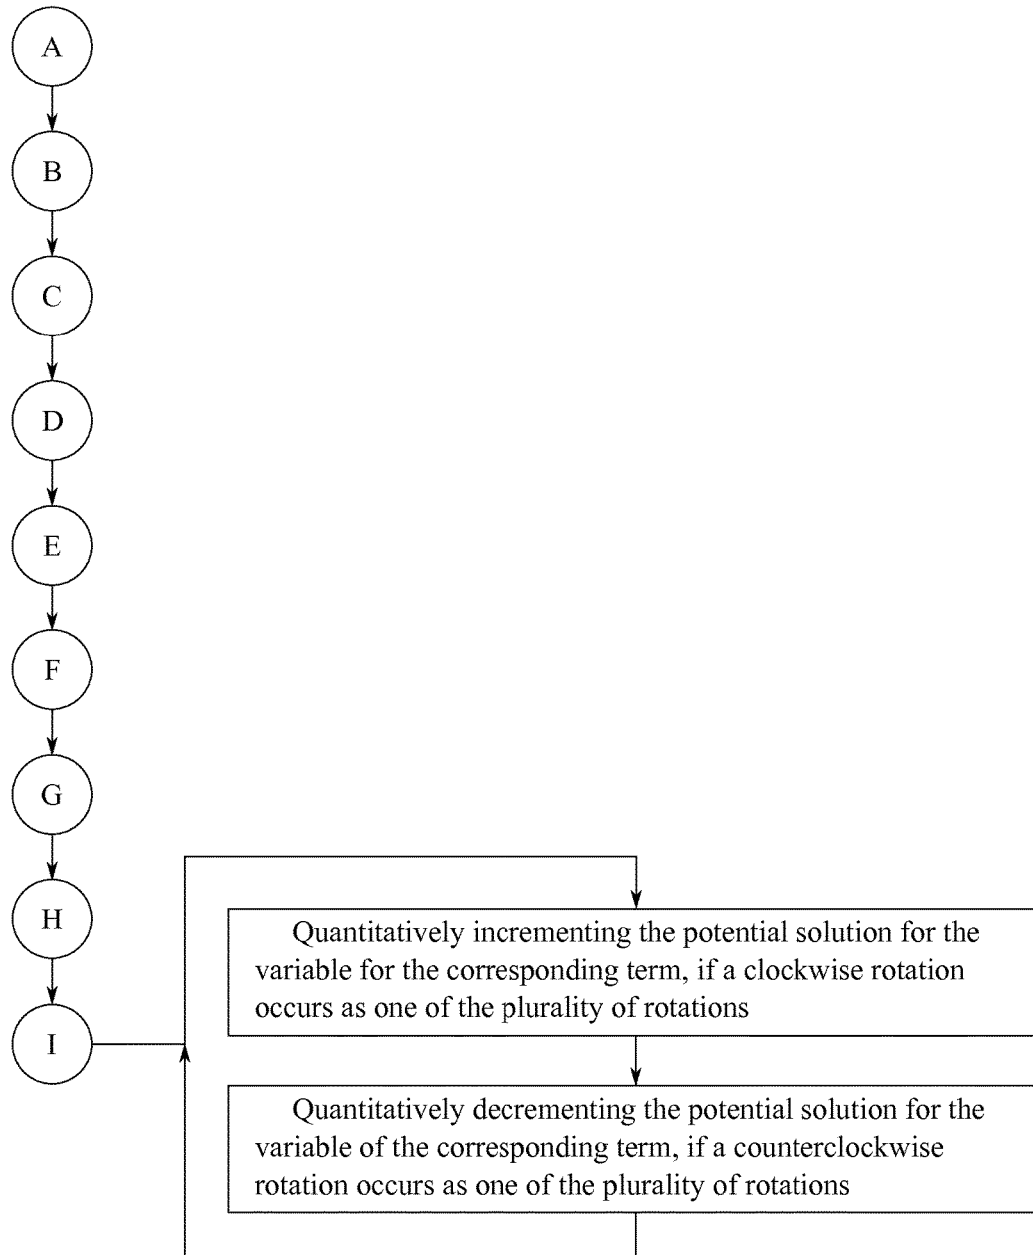 A
B
C
D
E
F
G
H
Quantitatively incrementing the potential solution for the
variable for the corresponding term, if a clockwise rotation
occurs as one of the plurality of rotations
I
Quantitatively decrementing the potential solution for the
variable of the corresponding term, if a counterclockwise
rotation occurs as one of the plurality of rotations